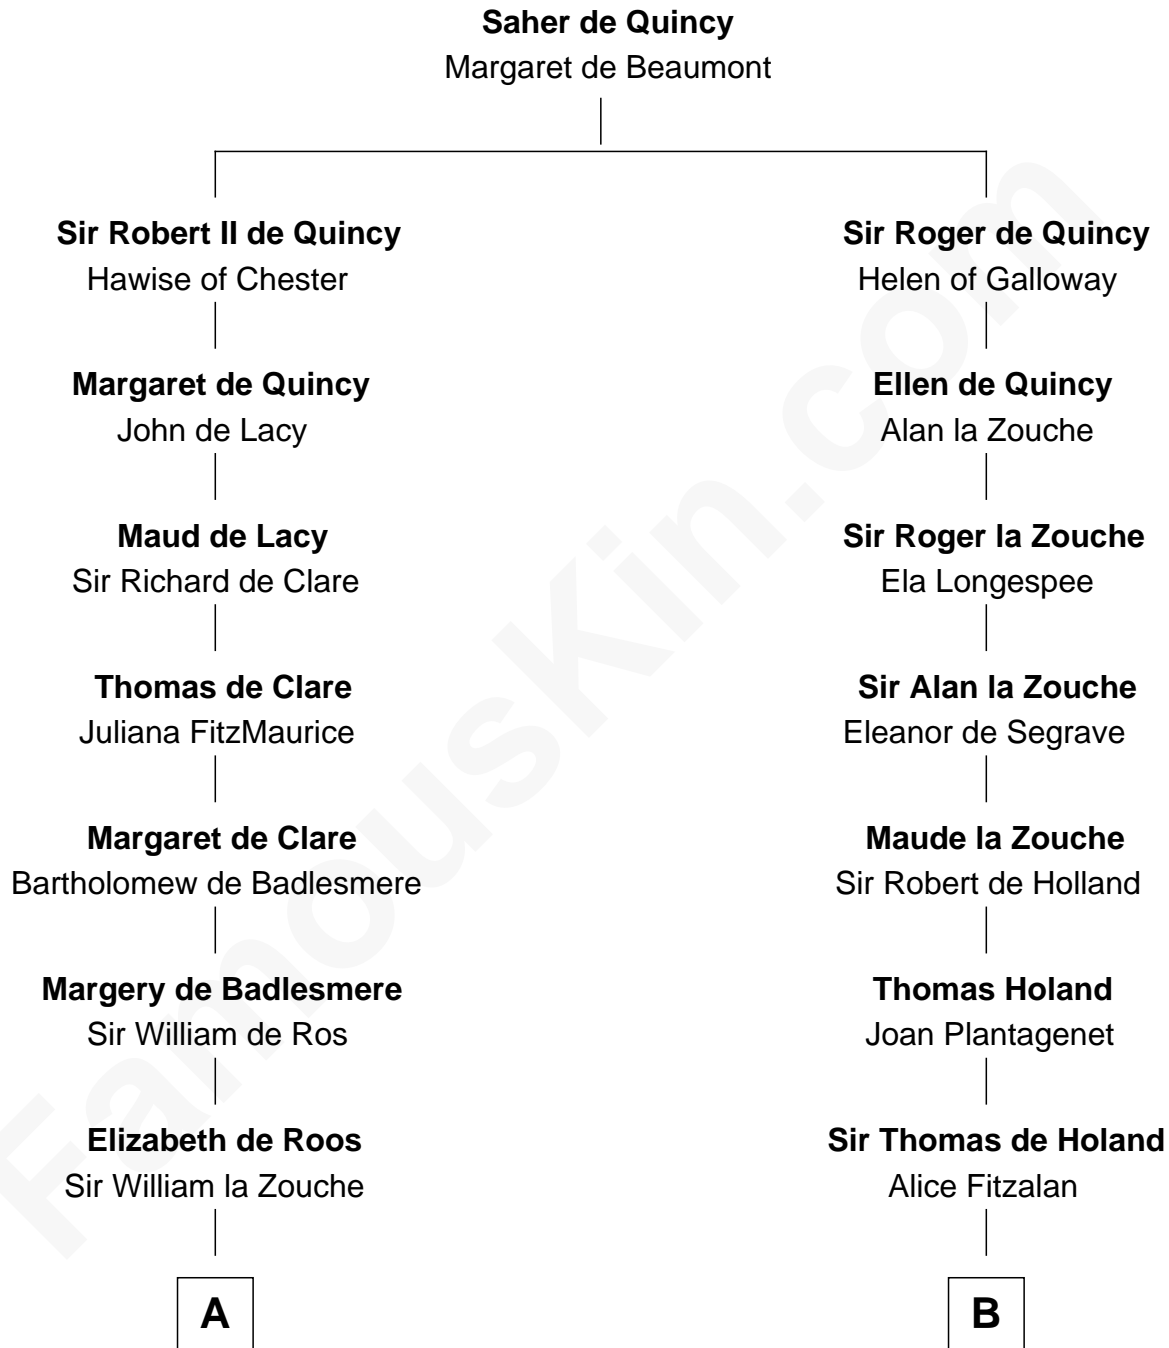 Saher de Quincy
Margaret de Beaumont
Sir Robert II de Quincy
Hawise of Chester
Sir Roger de Quincy
Helen of Galloway
Margaret de Quincy
John de Lacy
Ellen de Quincy
Alan la Zouche
Maud de Lacy
Sir Richard de Clare
Sir Roger la Zouche
Ela Longespee
Thomas de Clare
Juliana FitzMaurice
Sir Alan la Zouche
Eleanor de Segrave
Margaret de Clare
Bartholomew de Badlesmere
Maude la Zouche
Sir Robert de Holland
Margery de Badlesmere
Sir William de Ros
Thomas Holand
Joan Plantagenet
Elizabeth de Roos
Sir William la Zouche
Sir Thomas de Holand
Alice Fitzalan
A
B
FamousKin.com